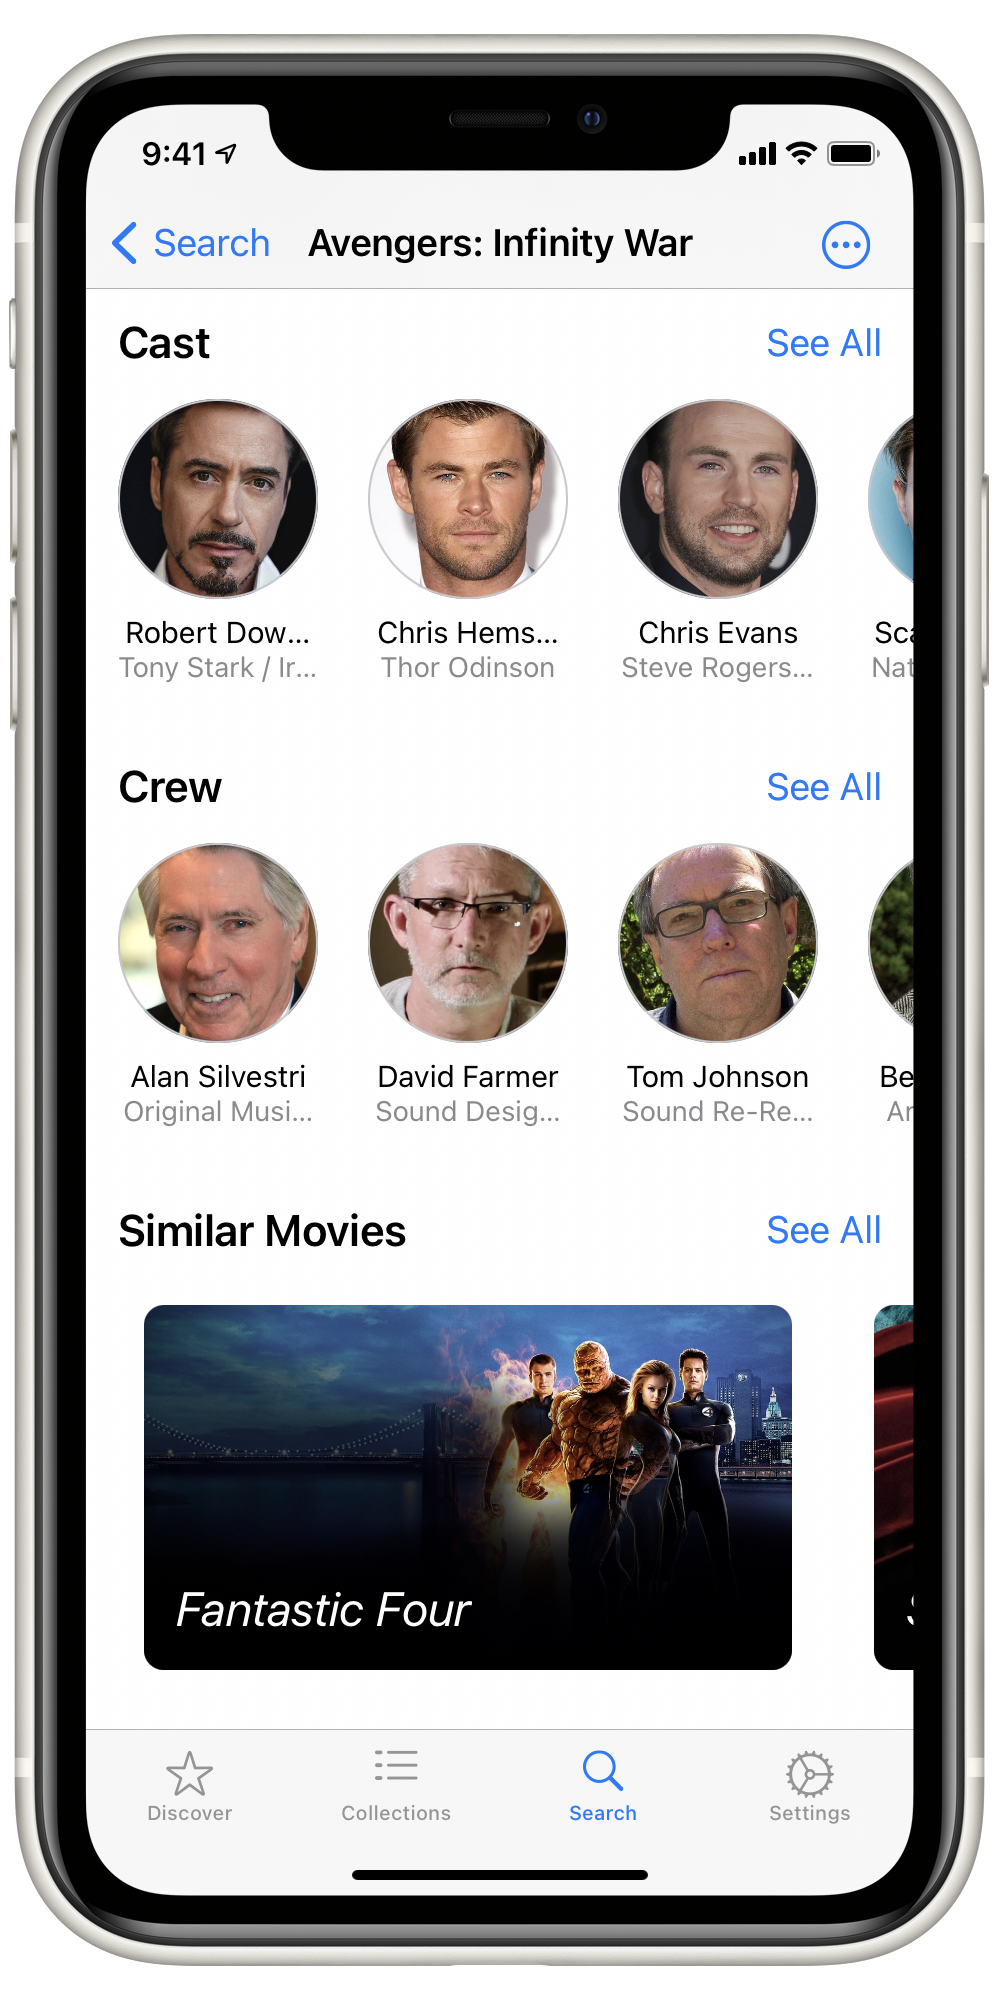 9:41
Search
Avengers: Infinity War
Cast
See All
Robert Dow...
Chris Hems...
Chris Evans
Sca
Tony Stark / Ir...
Thor Odinson
Steve Rogers...
Nat
Crew
See All
Alan Silvestri
David Farmer
Tom Johnson
Be
Original Musi...
Sound Desig...
Sound Re-Re...
Ar
Similar Movies
See All
Fantastic Four
Discover
Collections
Search
Settings